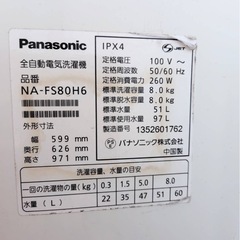 Panasonic
全自動電気洗濯機
品番
NA-FS80H6
外形寸法
幅 599 mm
奥行 626 mm
高さ 971 mm
IPX4
JET
定格電圧 100 V～
定格周波数 50/60 Hz
定格消費電力 260 W
標準洗濯容量 8.0 kg
標準脱水容量 8.0 kg
標準水量 51 L
標準使用水量 97 L
製造番号 1352601762
パナソニック株式会社
中国製
洗濯容量・水量の目安
一回の洗濯物の量(kg) 0.3 1.5 3.0 8.0
水量(L) 22 35 47 51 60